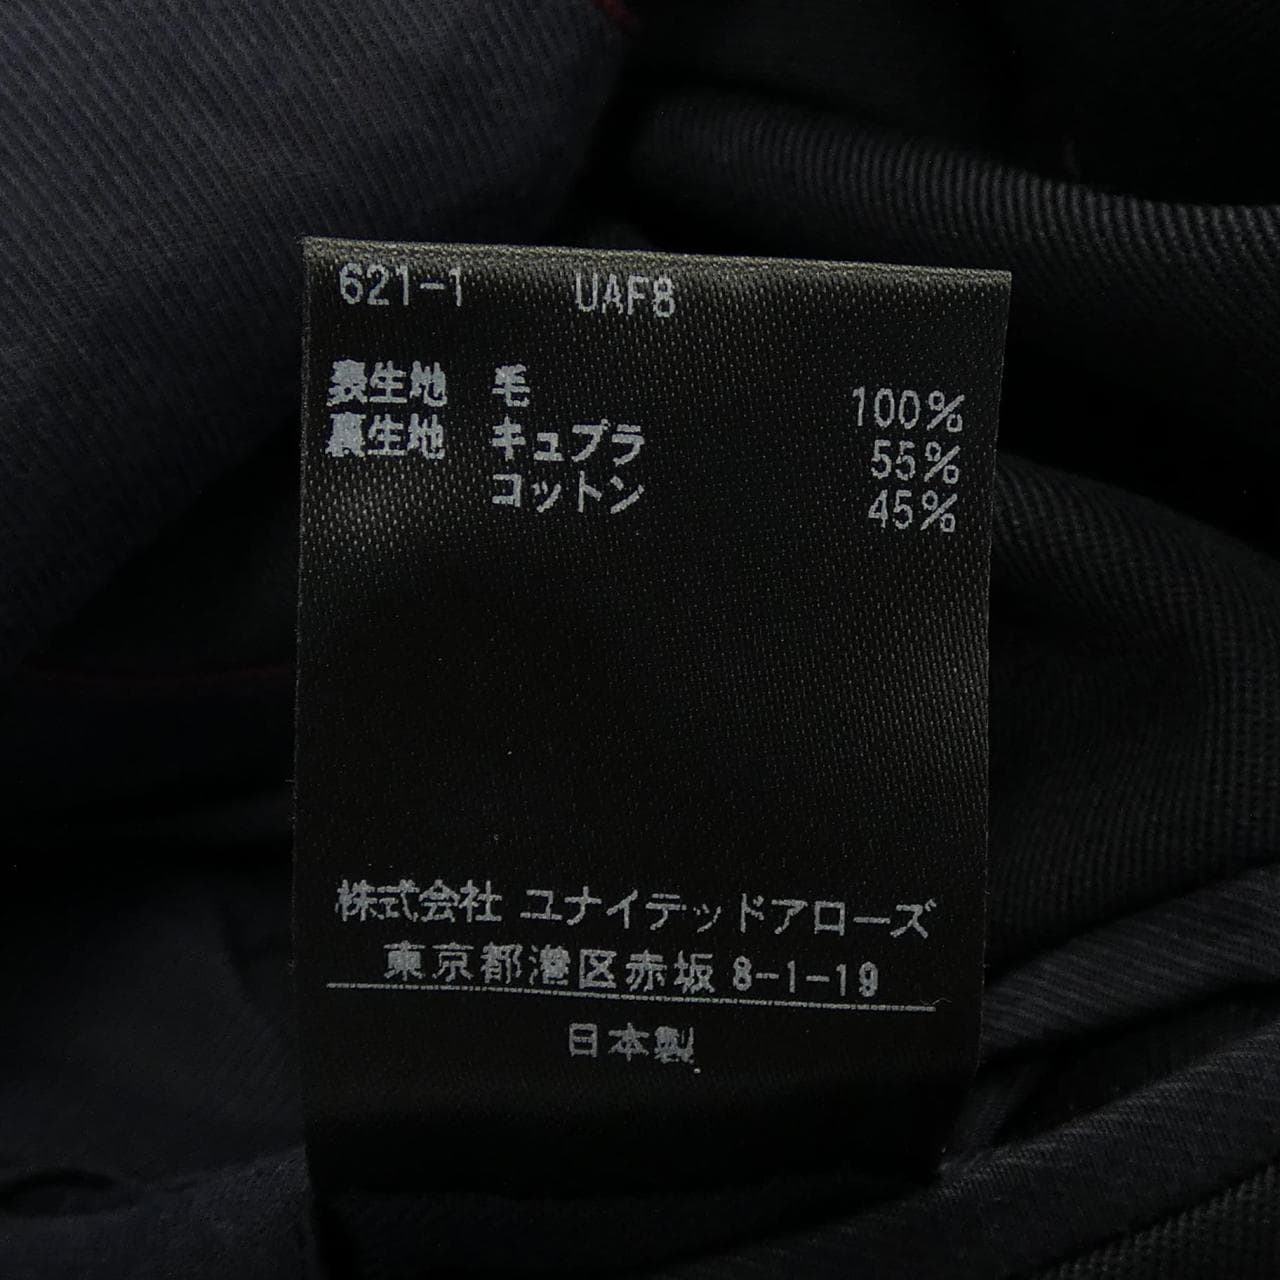 621-1 UAF8
表生地 毛 100%
裏生地 キュプラ 55%
コットン 45%
株式会社 ユナイテッドアローズ
東京都港区赤坂 8-1-19
日本製